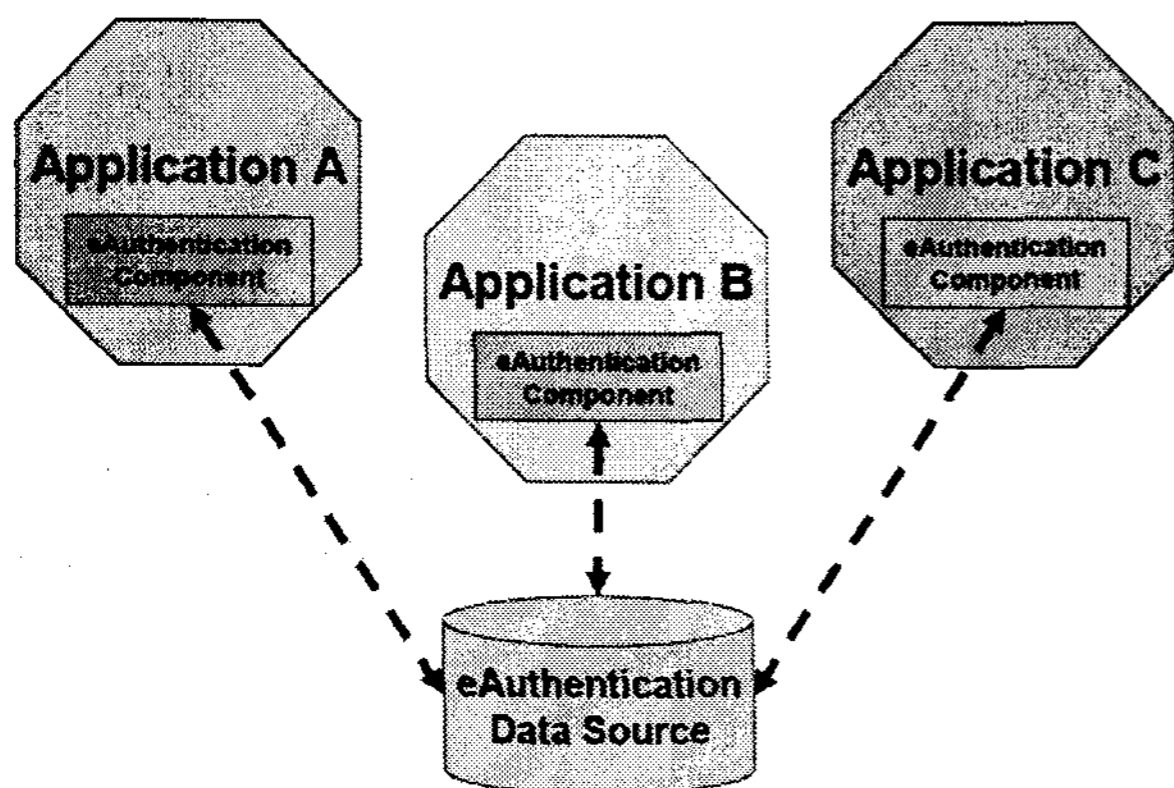 Application A
eAuthentication
Component
Application B
eAuthentication
Component
Application C
eAuthentication
Component
eAuthentication
Data Source